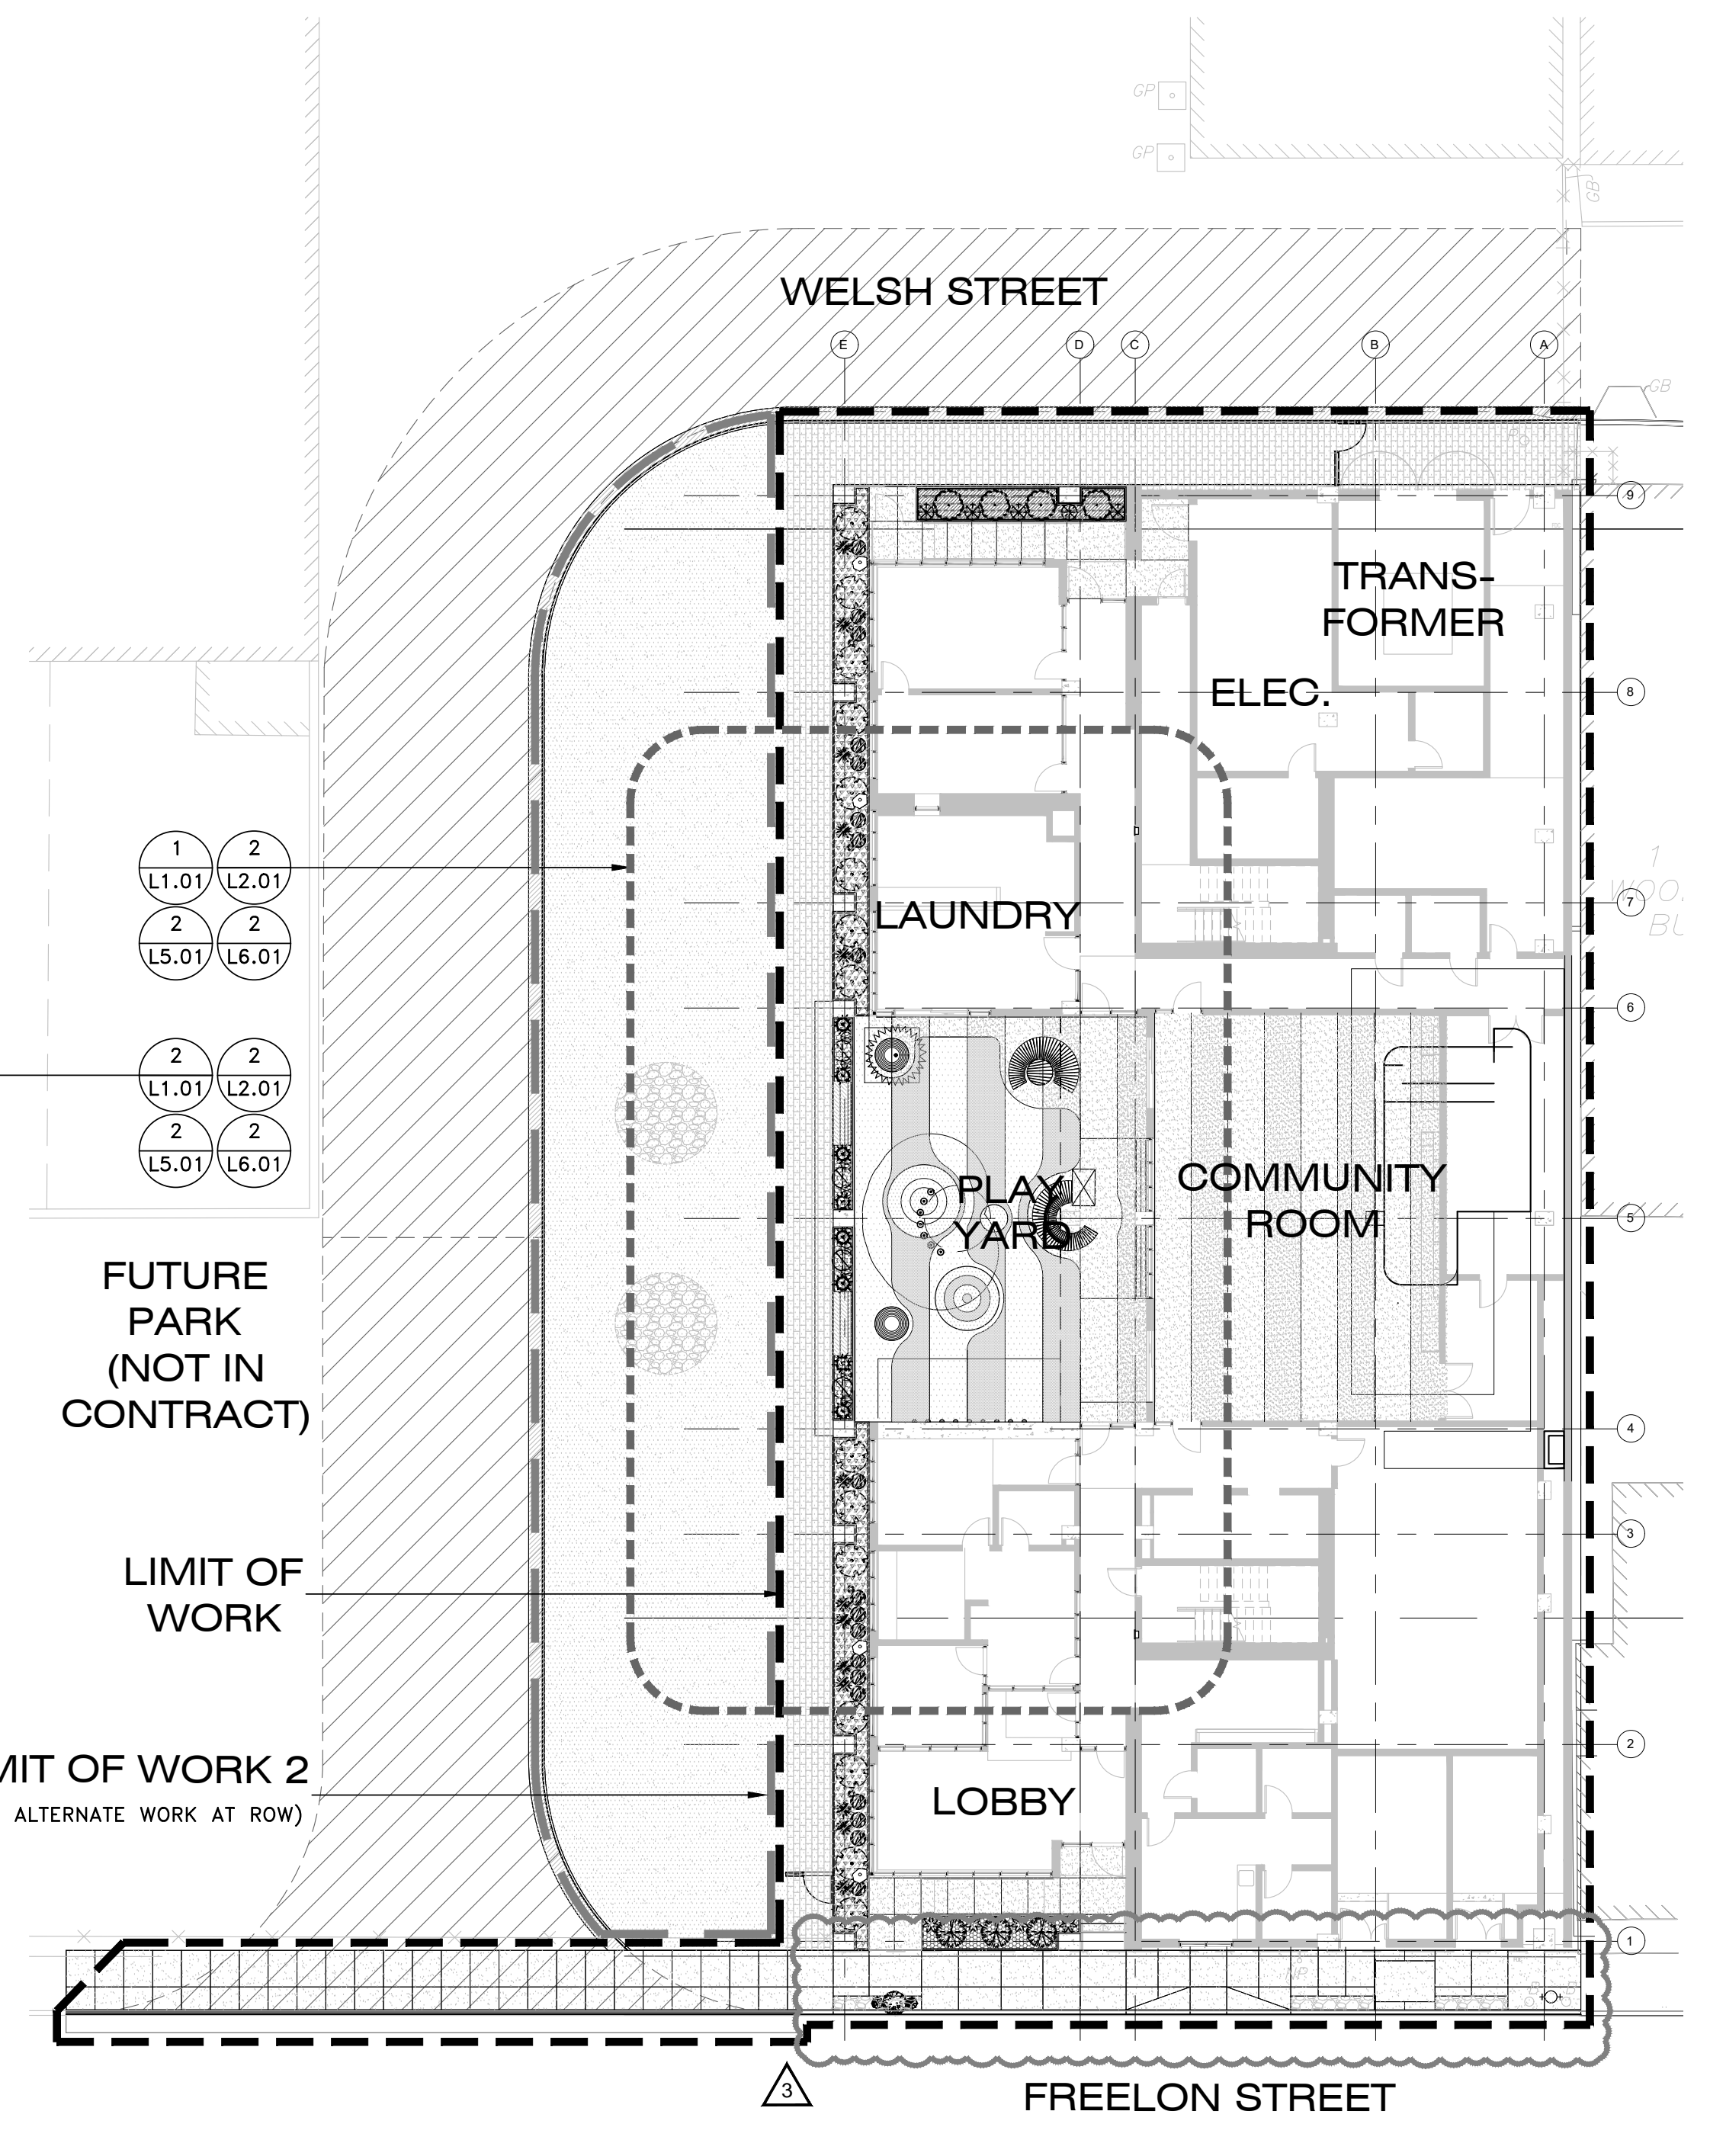 GP
GP
GB
WELSH STREET
E
D
C
B
A
GB
9
TRANS-
FORMER
ELEC.
8
1
L1.01
2
L2.01
2
L5.01
2
L6.01
LAUNDRY
7
1
6
2
L1.01
2
L2.01
2
L5.01
2
L6.01
PLAY
YARD
COMMUNITY
ROOM
5
FUTURE
PARK
(NOT IN
CONTRACT)
4
LIMIT OF
WORK
3
MIT OF WORK 2
ALTERNATE WORK AT ROW)
2
LOBBY
1
3
FREELON STREET